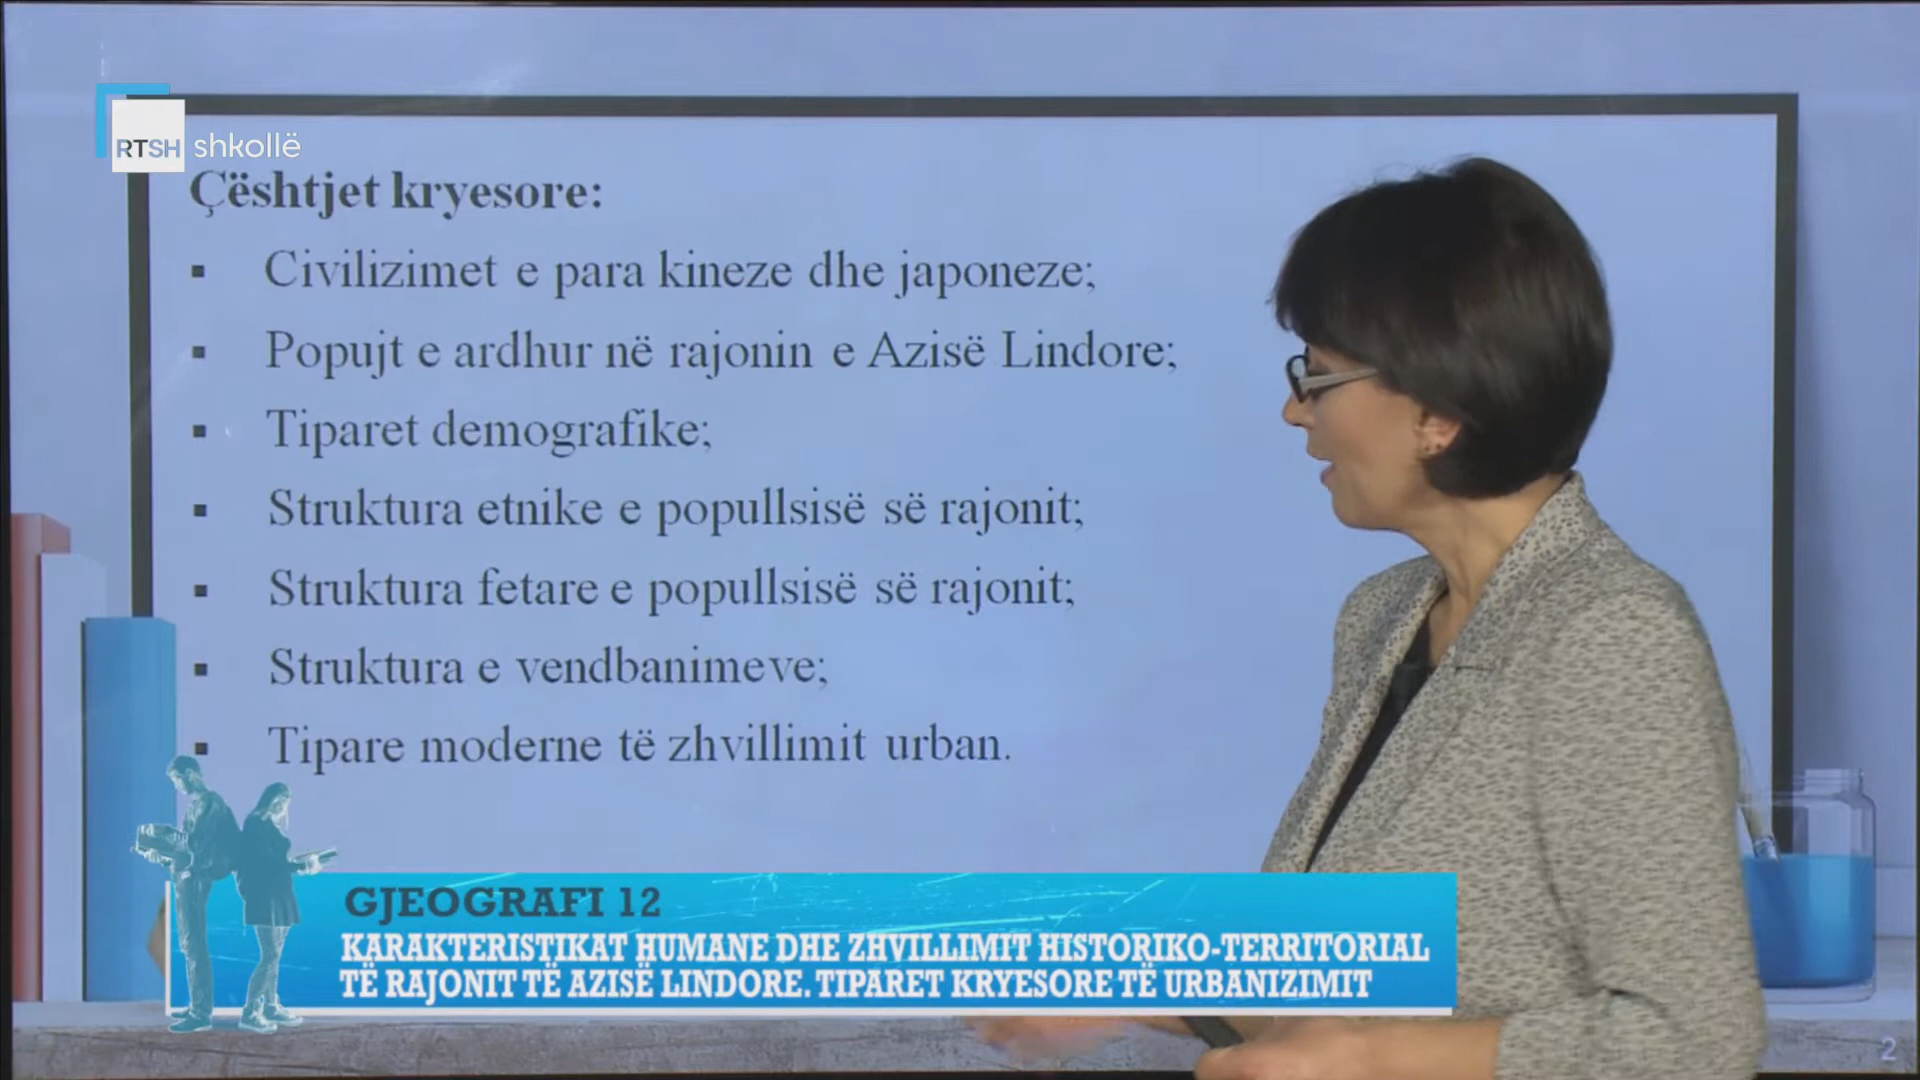 RTSH shkollë
Çështjet kryesore:
▪ Civilizimet e para kineze dhe japoneze;
▪ Popujt e ardhur në rajonin e Azisë Lindore;
▪ Tiparet demografike;
▪ Struktura etnike e popullsisë së rajonit;
▪ Struktura fetare e popullsisë së rajonit;
▪ Struktura e vendbanimeve;
▪ Tipare moderne të zhvillimit urban.
GJEOGRAFI 12
KARAKTERISTIKAT HUMANE DHE ZHVILLIMIT HISTORIKO-TERRITORIAL
TË RAJONIT TË AZISË LINDORE. TIPARET KRYESORE TË URBANIZIMIT
2